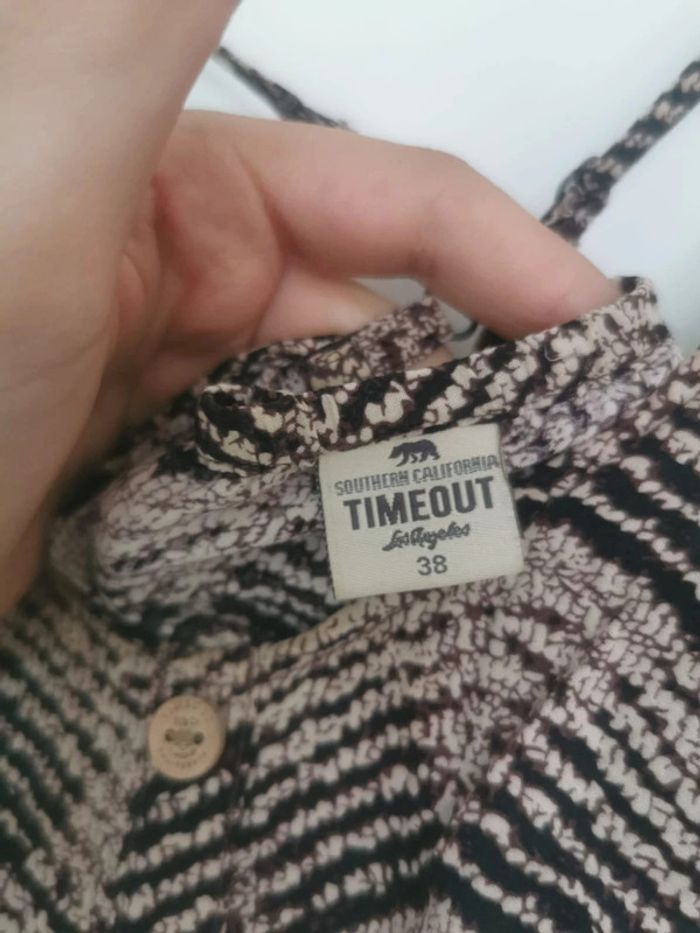 SOUTHERN CALIFORNIA
TIMEOUT
Los Angeles
38